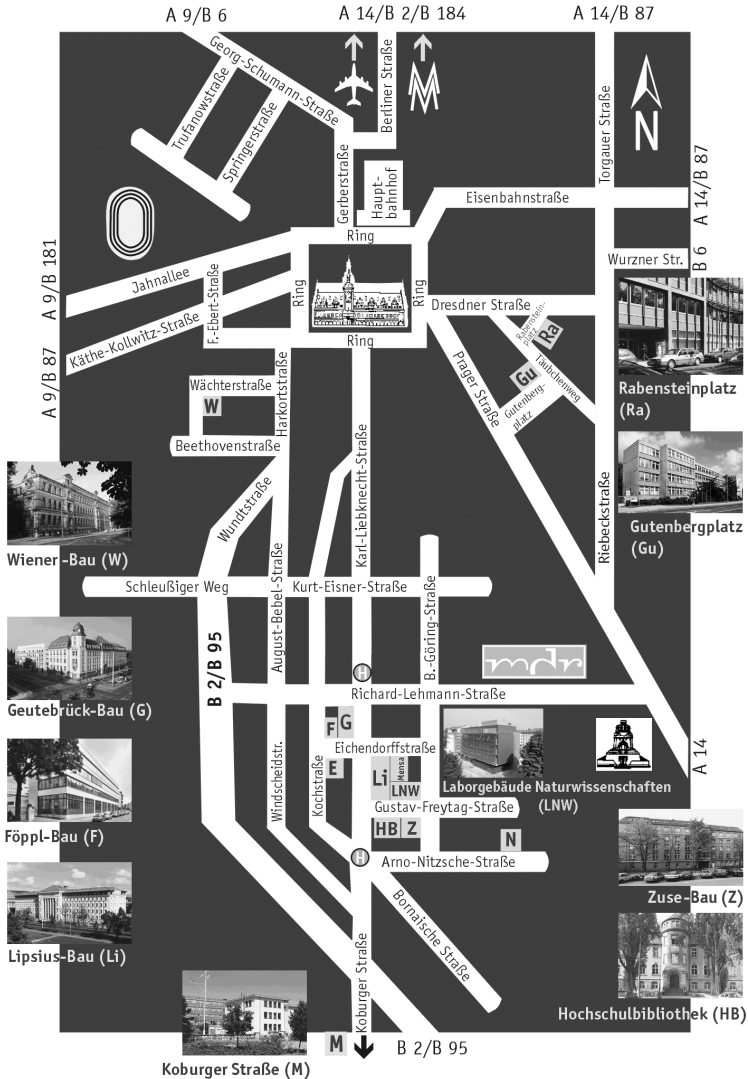 A 9/B 6
A 14/B 2/B 184
A 14/B 87
Georg-Schumann-Straße
Berliner Straße
Trufanowstraße
Springerstraße
Torgauer Straße
N
Gerberstraße
Haupt-
bahnhof
A 14/B 87
Eisenbahnstraße
Ring
B 6
Wurzner Str.
A 9/B 181
Jahnallee
F.-Ebert-Straße
Ring
Ring
Dresdner Straße
Käthe-Kollwitz-Straße
Ring
Rabenstein-
platz
Ra
A 9/B 87
Prager Straße
Täubchenweg
Gu
Gutenberg-
platz
Rabensteinplatz
(Ra)
Wächterstraße
W
Harkortstraße
Beethovenstraße
Karl-Liebknecht-Straße
Wundtstraße
Riebeckstraße
Gutenbergplatz
(Gu)
Wiener-Bau (W)
Schleußiger Weg
Kurt-Eisner-Straße
August-Bebel-Straße
B.-Göring-Straße
B 2/B 95
H
mdr
Richard-Lehmann-Straße
Geutebrück-Bau (G)
F
G
Eichendorffstraße
E
Li
Mensa
LNW
Windscheidstr.
Kochstraße
Laborgebäude Naturwissenschaften
(LNW)
A 14
Gustav-Freytag-Straße
HB
Z
N
Föppl-Bau (F)
H
Arno-Nitzsche-Straße
Bornaische Straße
Zuse-Bau (Z)
Lipsius-Bau (Li)
Koburger Straße
Hochschulbibliothek (HB)
M
B 2/B 95
Koburger Straße (M)